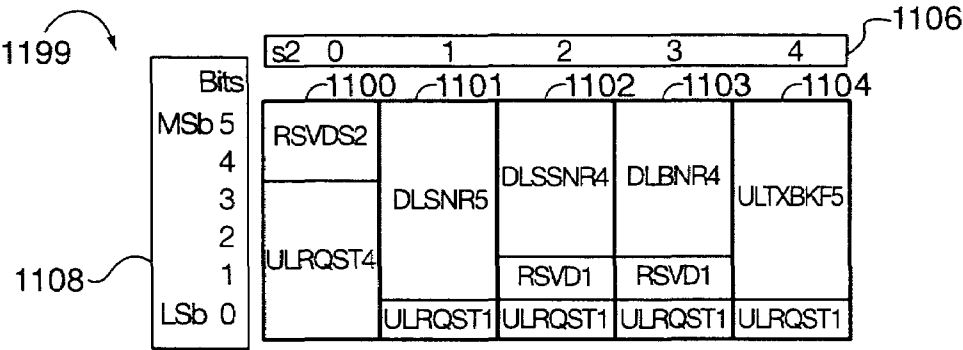 1199
1106
s2 0 1 2 3 4
Bits
1100 1101 1102 1103 1104
MSb 5
4
3
2
1
LSb 0
1108
RSVDS2
ULRQST4
DLSNR5
ULRQST1
DLSSNR4
RSVD1
ULRQST1
DLBNR4
RSVD1
ULRQST1
ULTXBKF5
ULRQST1